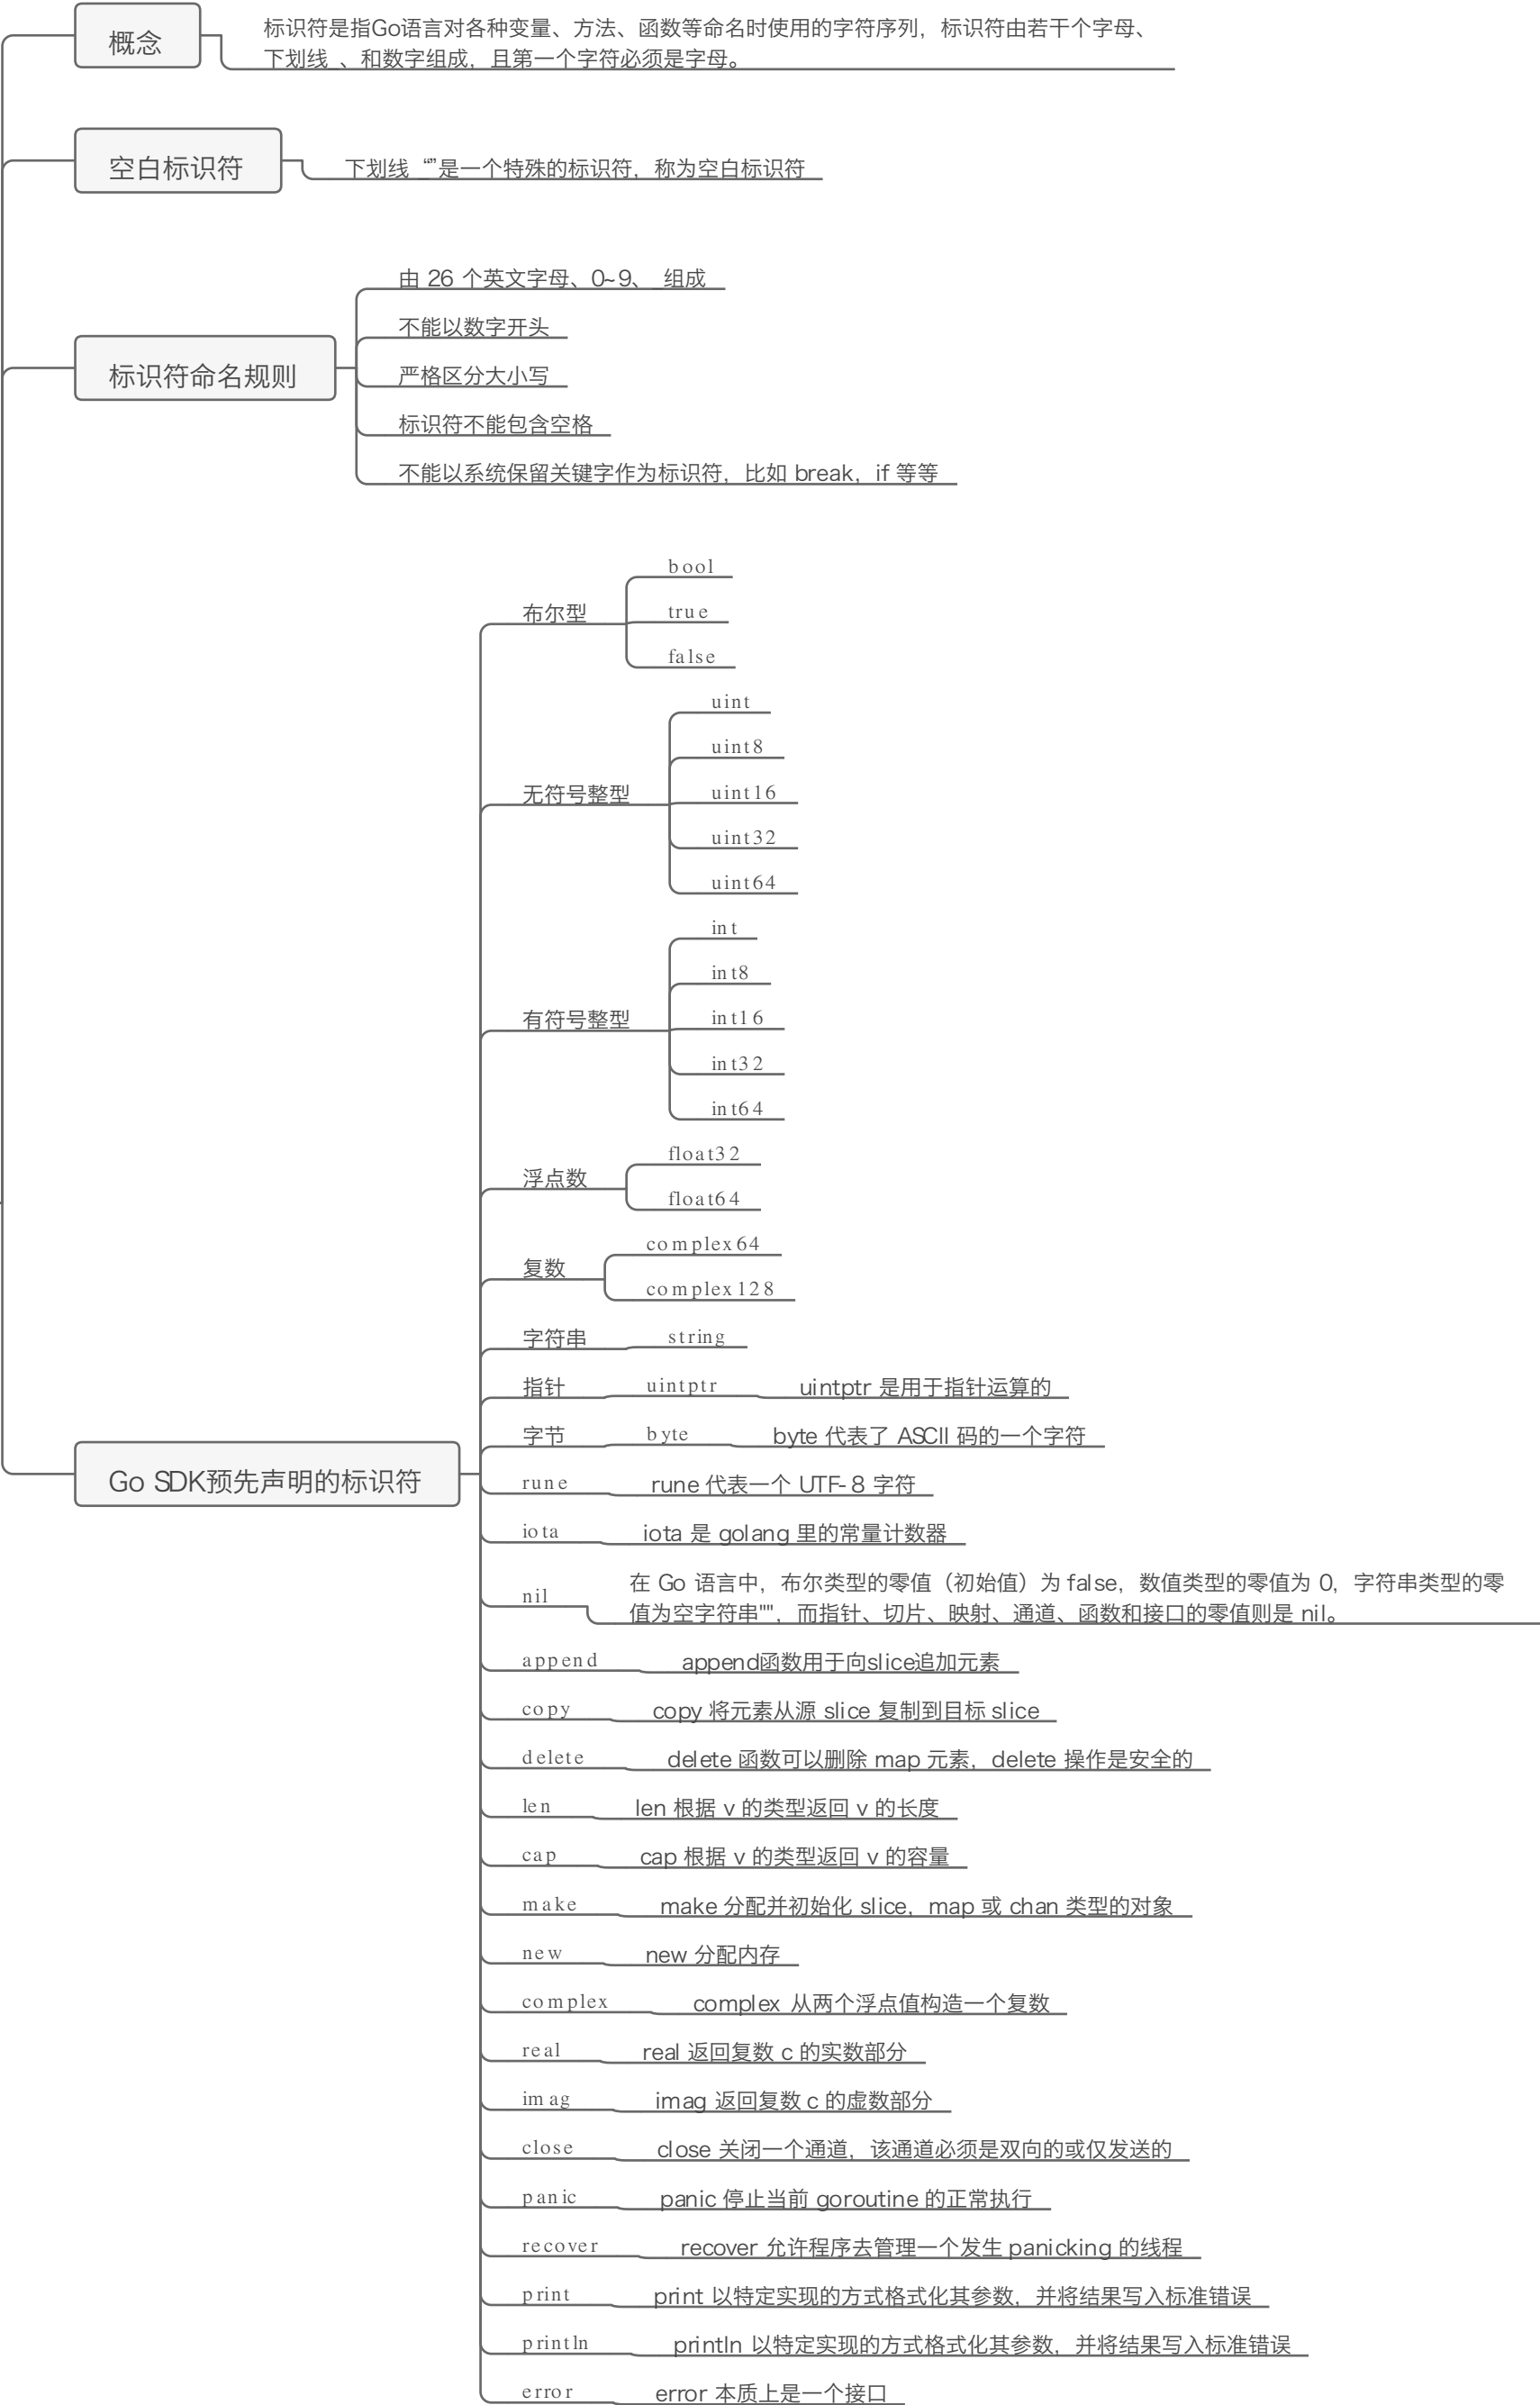 概念
标识符是指Go语言对各种变量、方法、函数等命名时使用的字符序列，标识符由若干个字母、
下划线_、和数字组成，且第一个字符必须是字母。
空白标识符
下划线“_”是一个特殊的标识符，称为空白标识符
标识符命名规则
由 26 个英文字母、0~9、_组成
不能以数字开头
严格区分大小写
标识符不能包含空格
不能以系统保留关键字作为标识符，比如 break，if 等等
Go SDK预先声明的标识符
布尔型
bool
true
false
无符号整型
uint
uint8
uint16
uint32
uint64
有符号整型
int
int8
int16
int32
int64
浮点数
float32
float64
复数
complex64
complex128
字符串
string
指针
uintptr
uintptr 是用于指针运算的
字节
byte
byte 代表了 ASCII 码的一个字符
rune
rune 代表一个 UTF-8 字符
iota
iota 是 golang 里的常量计数器
nil
在 Go 语言中，布尔类型的零值（初始值）为 false，数值类型的零值为 0，字符串类型的零
值为空字符串""，而指针、切片、映射、通道、函数和接口的零值则是 nil。
append
append函数用于向slice追加元素
copy
copy 将元素从源 slice 复制到目标 slice
delete
delete 函数可以删除 map 元素，delete 操作是安全的
len
len 根据 v 的类型返回 v 的长度
cap
cap 根据 v 的类型返回 v 的容量
make
make 分配并初始化 slice，map 或 chan 类型的对象
new
new 分配内存
complex
complex 从两个浮点值构造一个复数
real
real 返回复数 c 的实数部分
imag
imag 返回复数 c 的虚数部分
close
close 关闭一个通道，该通道必须是双向的或仅发送的
panic
panic 停止当前 goroutine 的正常执行
recover
recover 允许程序去管理一个发生 panicking 的线程
print
print 以特定实现的方式格式化其参数，并将结果写入标准错误
println
println 以特定实现的方式格式化其参数，并将结果写入标准错误
error
error 本质上是一个接口